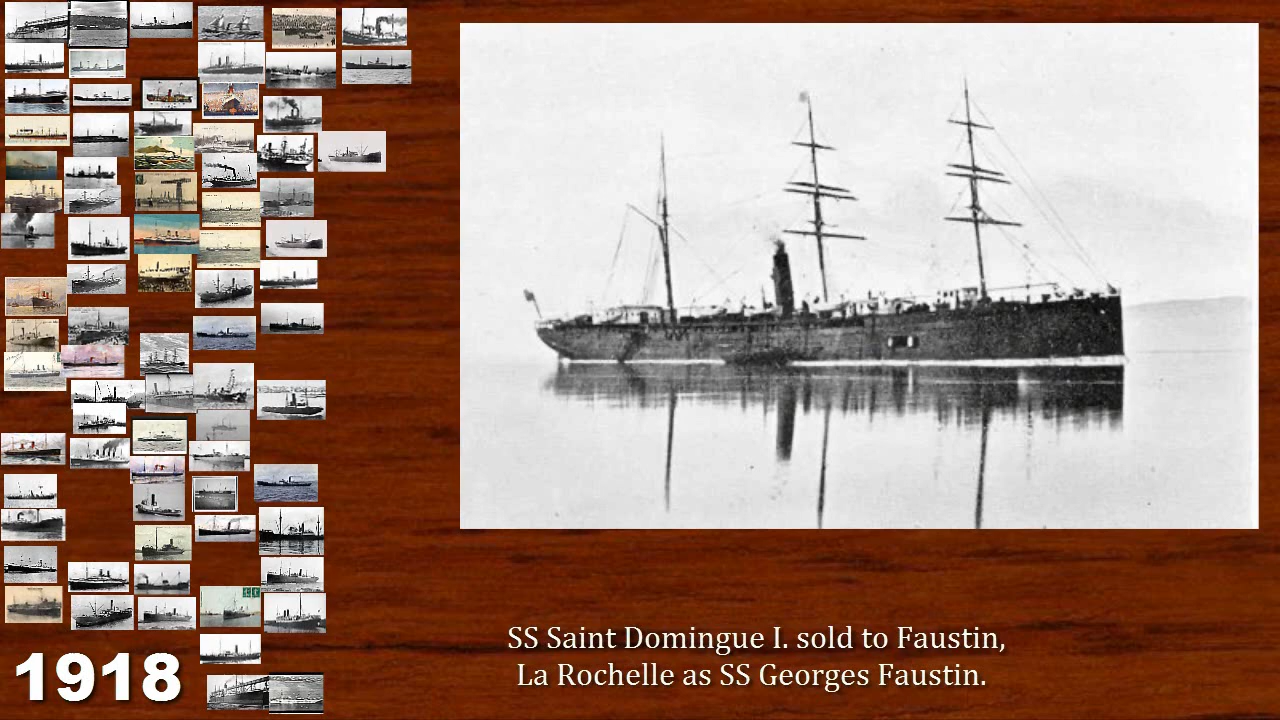 SS Saint Domingue I. sold to Faustin,
La Rochelle as SS Georges Faustin.
1918